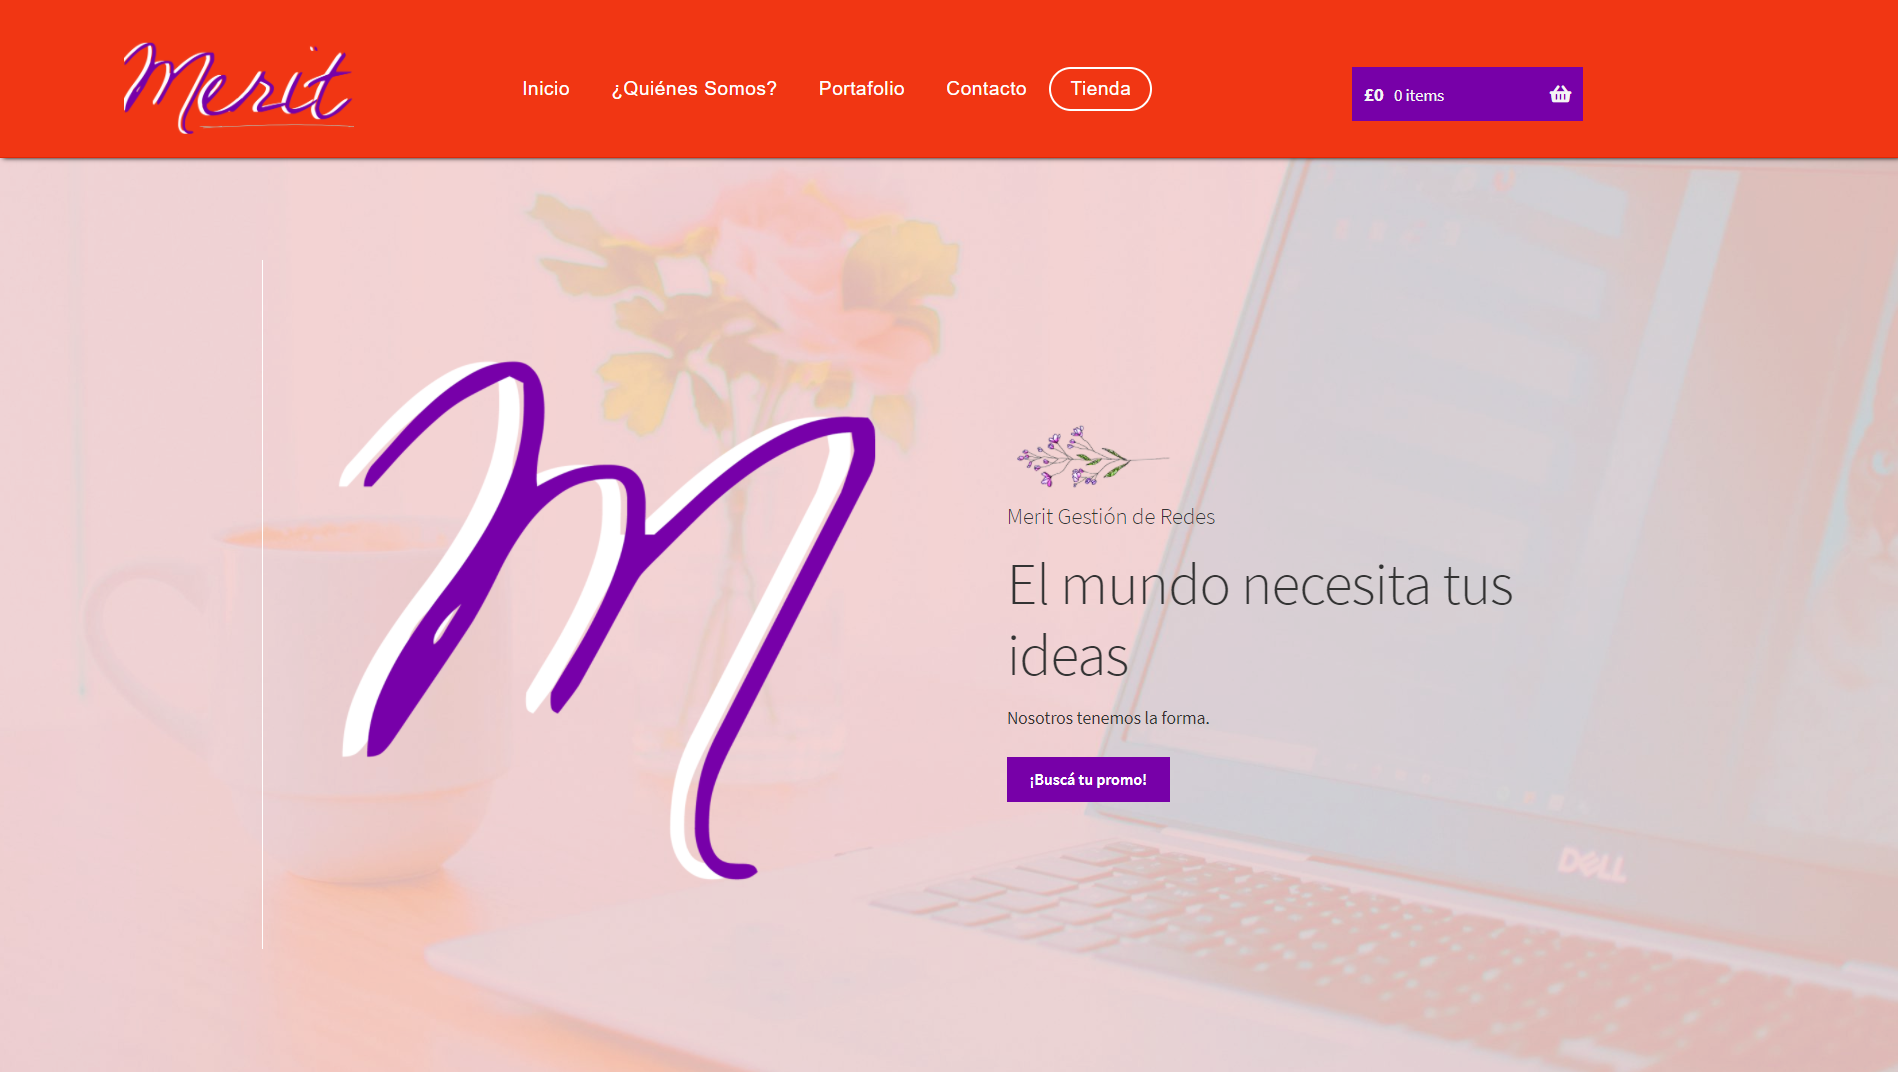 Merit
Inicio ¿Quiénes Somos? Portafolio Contacto Tienda
£0 0 items
M
Merit Gestión de Redes
El mundo necesita tus
ideas
Nosotros tenemos la forma.
¡Buscá tu promo!
DELL